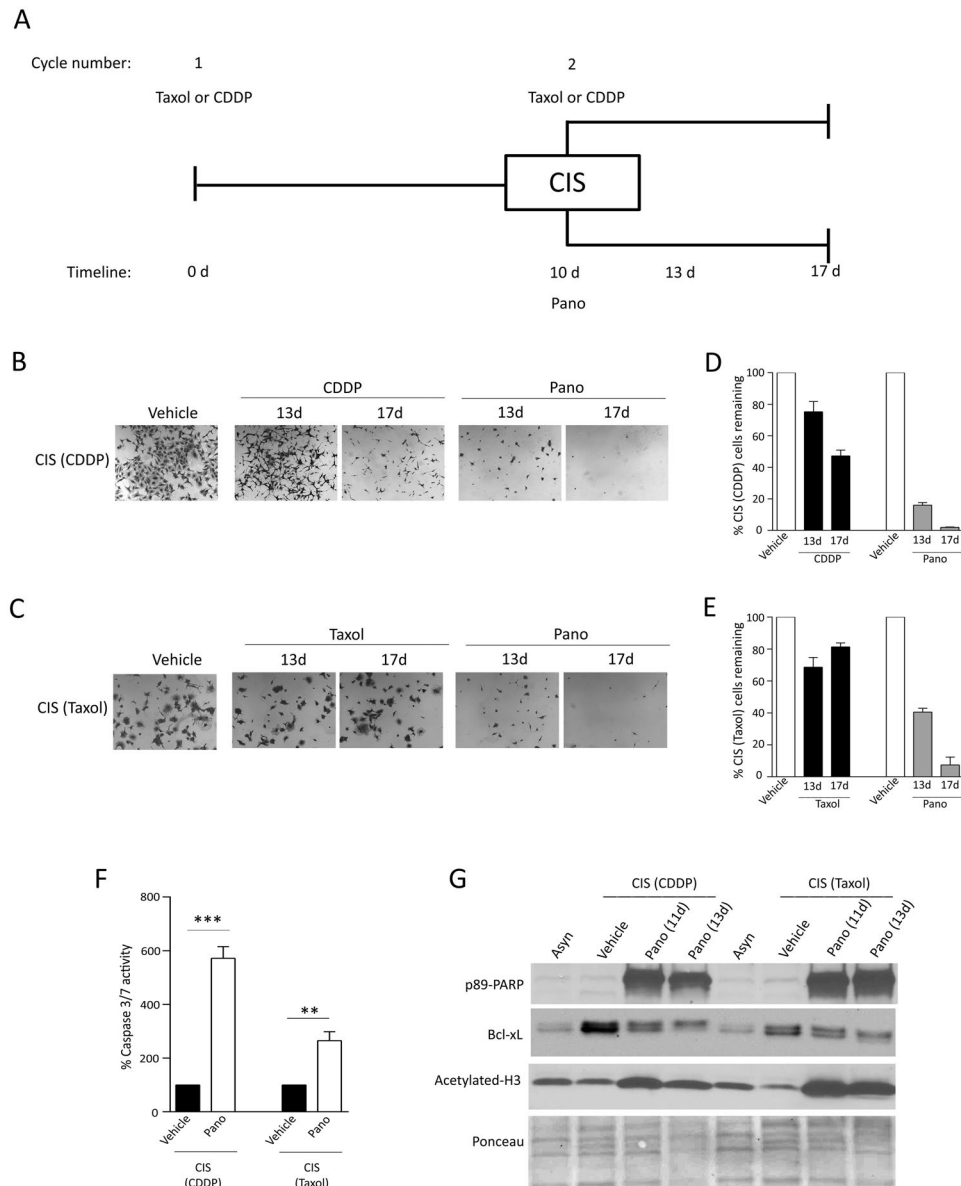 A
Cycle number: 1 2
Taxol or CDDP Taxol or CDDP
CIS
Timeline: 0 d 10 d 13 d 17 d
Pano
B
CDDP Pano
Vehicle 13d 17d 13d 17d
CIS (CDDP)
C
Taxol Pano
Vehicle 13d 17d 13d 17d
CIS (Taxol)
D
% CIS (CDDP) cells remaining
100
80
60
40
20
0
Vehicle 13d 17d Vehicle 13d 17d
CDDP Pano
E
% CIS (Taxol) cells remaining
100
80
60
40
20
0
Vehicle 13d 17d Vehicle 13d 17d
Taxol Pano
F
% Caspase 3/7 activity
800
600
400
200
0
*** **
Vehicle Pano Vehicle Pano
CIS CIS
(CDDP) (Taxol)
G
CIS (CDDP) CIS (Taxol)
Asyn Vehicle Pano (11d) Pano (13d) Asyn Vehicle Pano (11d) Pano (13d)
p89-PARP
Bcl-xL
Acetylated-H3
Ponceau